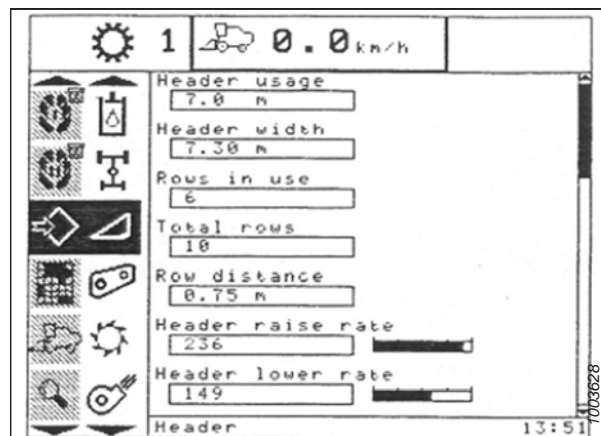 1 0.0 km/h
Header usage
7.0 m
Header width
7.30 m
Rows in use
6
Total rows
10
Row distance
0.75 m
Header raise rate
236
Header lower rate
149
Header 13:51
1003628